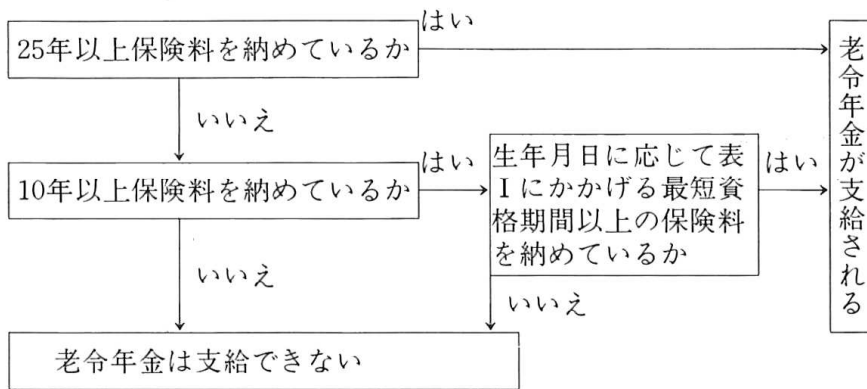 はい
25年以上保険料を納めているか
いいえ
10年以上保険料を納めているか
はい
生年月日に応じて表
Ⅰにかかげる最短資
格期間以上の保険料
を納めているか
はい
老令年金が支給される
いいえ
いいえ
老令年金は支給できない